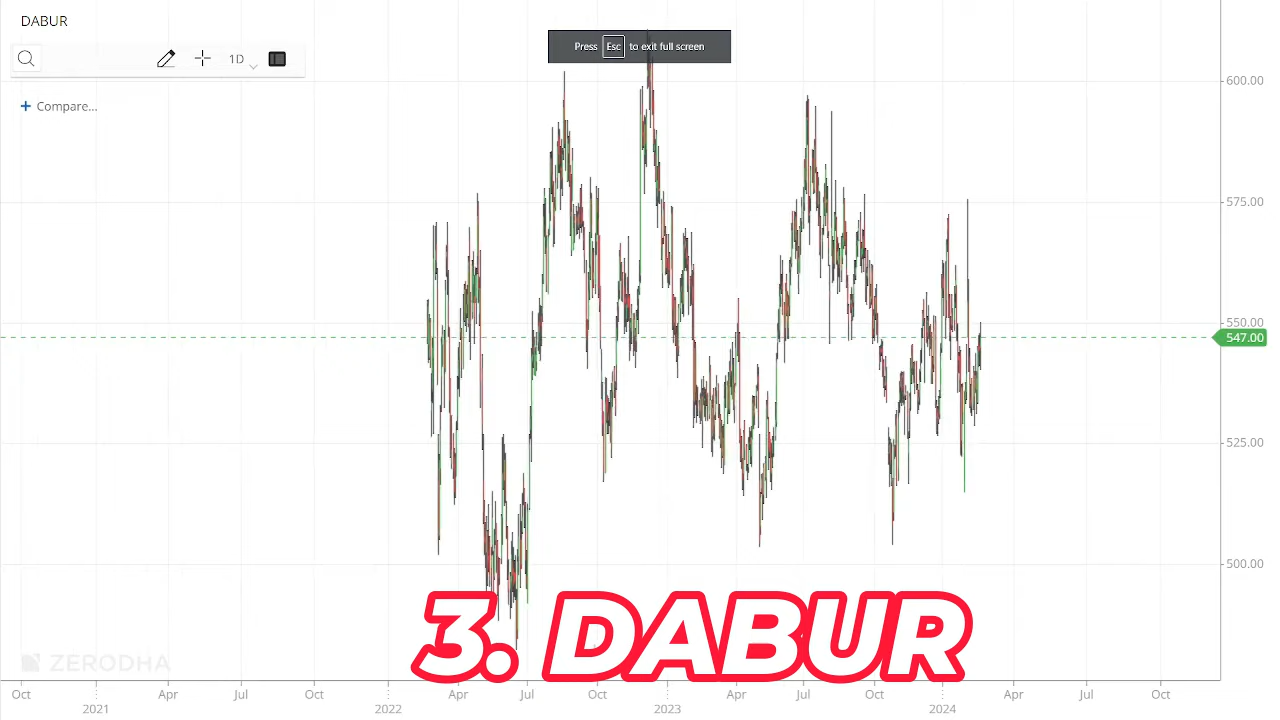 DABUR
Press Esc to exit full screen
1D
+ Compare...
600.00
575.00
550.00
547.00
525.00
500.00
3. DABUR
ZERODHA
Oct Apr Jul Oct Apr Jul Oct Apr Jul Oct Apr Jul Oct
2021 2022 2023 2024